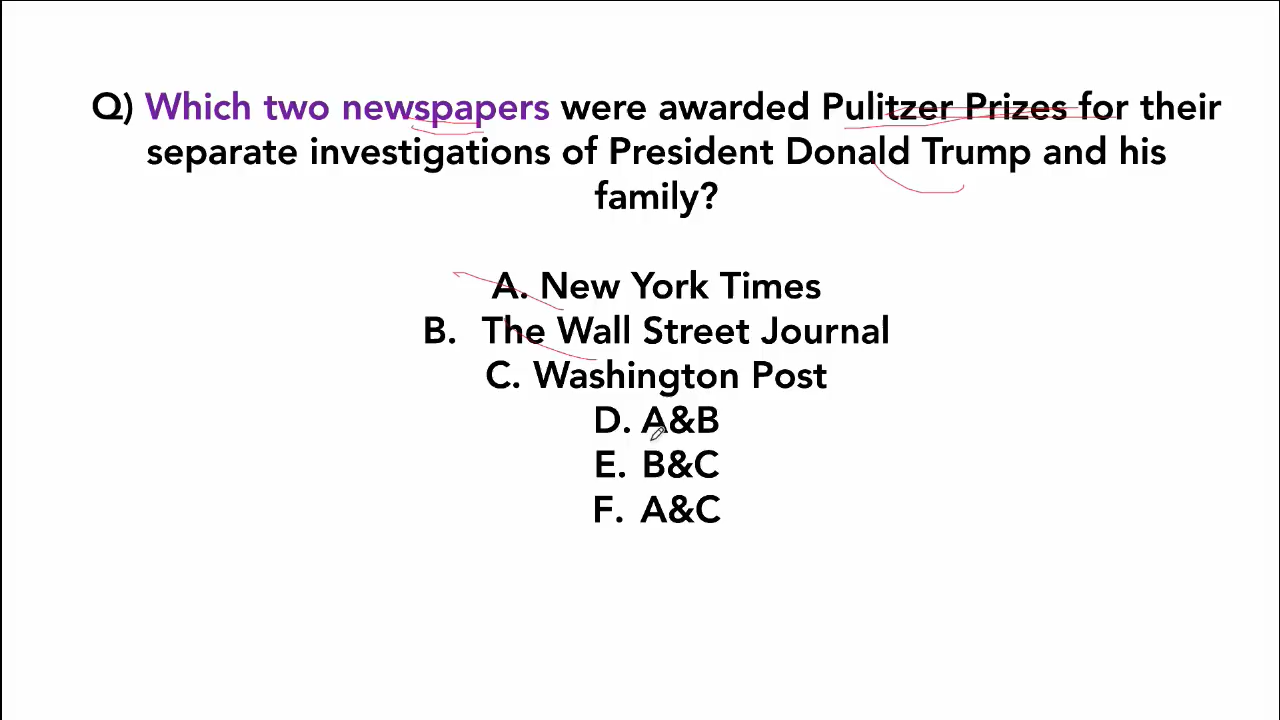 Q) Which two newspapers were awarded Pulitzer Prizes for their
separate investigations of President Donald Trump and his
family?
A. New York Times
B. The Wall Street Journal
C. Washington Post
D. A&B
E. B&C
F. A&C